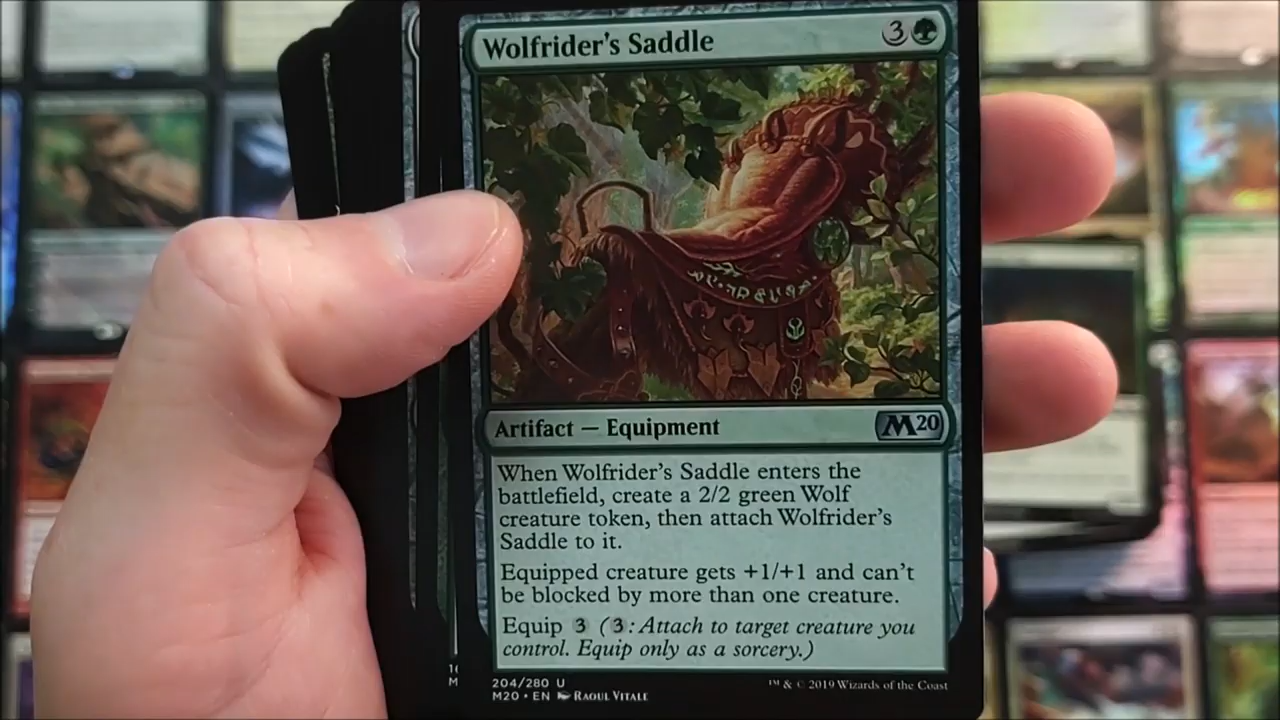 Wolfrider's Saddle 3
Artifact — Equipment M20
When Wolfrider's Saddle enters the
battlefield, create a 2/2 green Wolf
creature token, then attach Wolfrider's
Saddle to it.
Equipped creature gets +1/+1 and can't
be blocked by more than one creature.
Equip 3 (3: Attach to target creature you
control. Equip only as a sorcery.)
204/280 U
M20 • EN Raoul Vitale
™ & © 2019 Wizards of the Coast